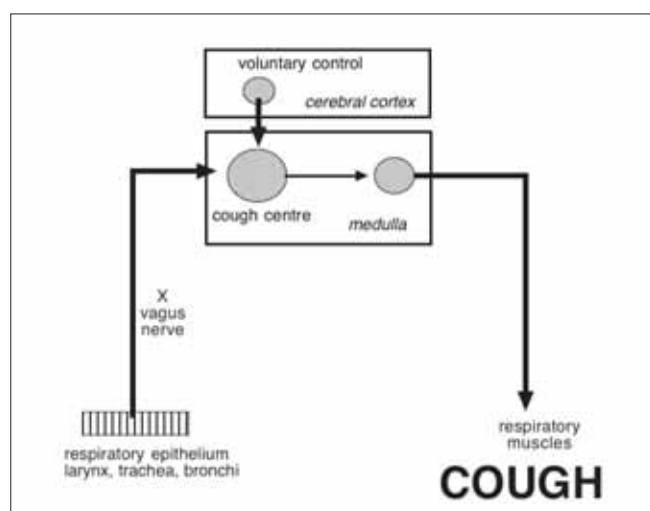 voluntary control
cerebral cortex
cough centre
medulla
X
vagus
nerve
respiratory epithelium
larynx, trachea, bronchi
respiratory
muscles
COUGH